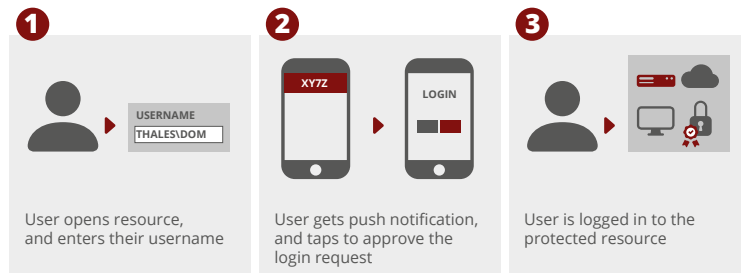 1
USERNAME
THALES\DOM
User opens resource,
and enters their username
2
XY7Z
LOGIN
User gets push notification,
and taps to approve the
login request
3
User is logged in to the
protected resource